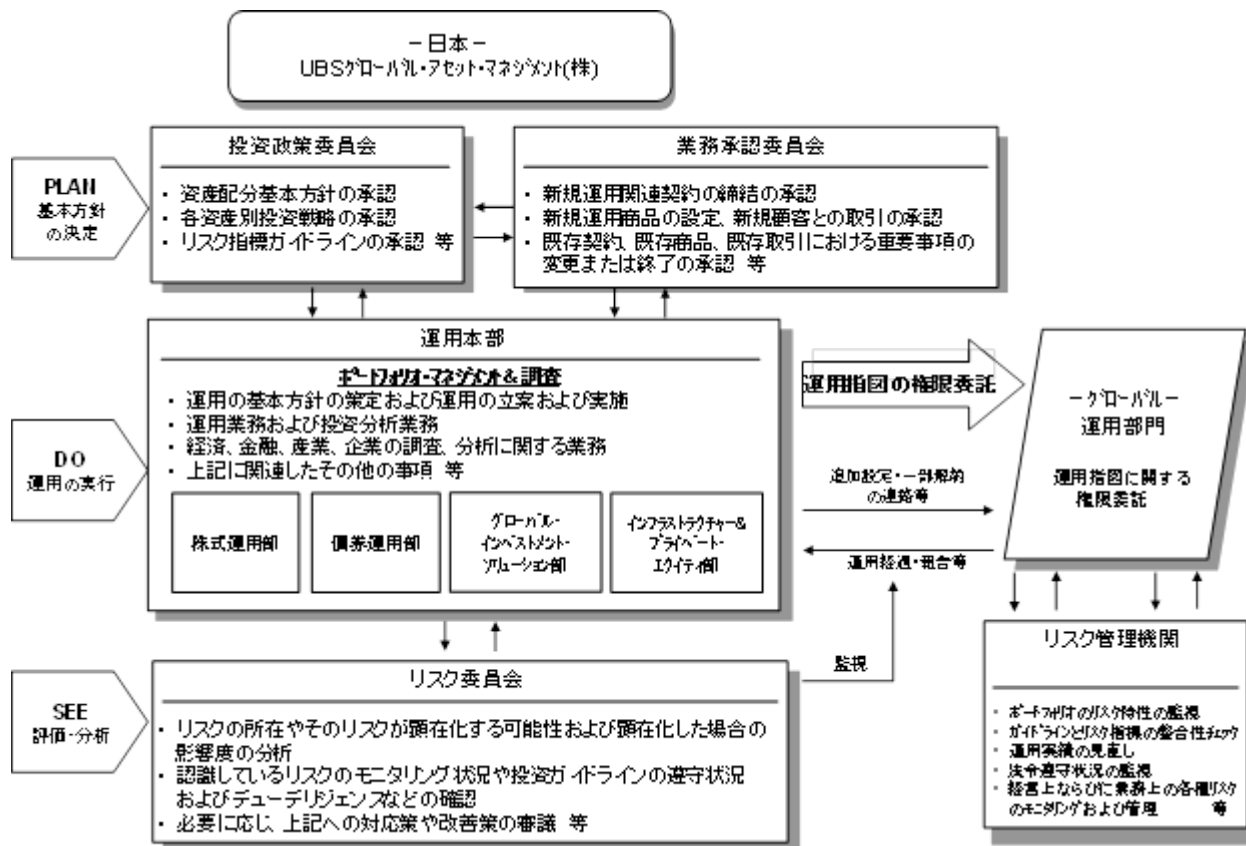 －日本－
UBSｸﾞﾛｰﾊﾞﾙ・アセット・マネジメント(株)
PLAN
基本方針
の決定
投資政策委員会
・ 資産配分基本方針の承認
・ 各資産別投資戦略の承認
・ リスク指標ガイドラインの承認 等
業務承認委員会
・ 新規運用関連契約の締結の承認
・ 新規運用商品の設定、新規顧客との取引の承認
・ 既存契約、既存商品、既存取引における重要事項の
変更または終了の承認 等
DO
運用の実行
運用本部
ﾎﾟｰﾄﾌｫﾘｵ・ﾏﾈｼﾞﾒﾝﾄ＆調査
・ 運用の基本方針の策定および運用の立案および実施
・ 運用業務および投資分析業務
・ 経済、金融、産業、企業の調査、分析に関する業務
・ 上記に関連したその他の事項 等
株式運用部
債券運用部
グローバル・
インベストメント・
ソリューション部
インフラストラクチャー＆
プライベート・
エクイティ部
運用指図の権限委託
追加設定・一部解約
の連絡等
運用経過・報告等
－ｸﾞﾛｰﾊﾞﾙ－
運用部門
運用指図に関する
権限委託
SEE
評価・分析
リスク委員会
・ リスクの所在やそのリスクが顕在化する可能性および顕在化した場合の
影響度の分析
・ 認識しているリスクのモニタリング状況や投資ガイドラインの遵守状況
およびデューデリジェンスなどの確認
・ 必要に応じ、上記への対応策や改善策の審議 等
監視
リスク管理機関
・ ポートフォリオのリスク特性の監視
・ ガイドラインとリスク指標の整合性チェック
・ 運用実績の見直し
・ 法令遵守状況の監視
・ 経営上ならびに業務上の各種リスク
のモニタリングおよび管理 等